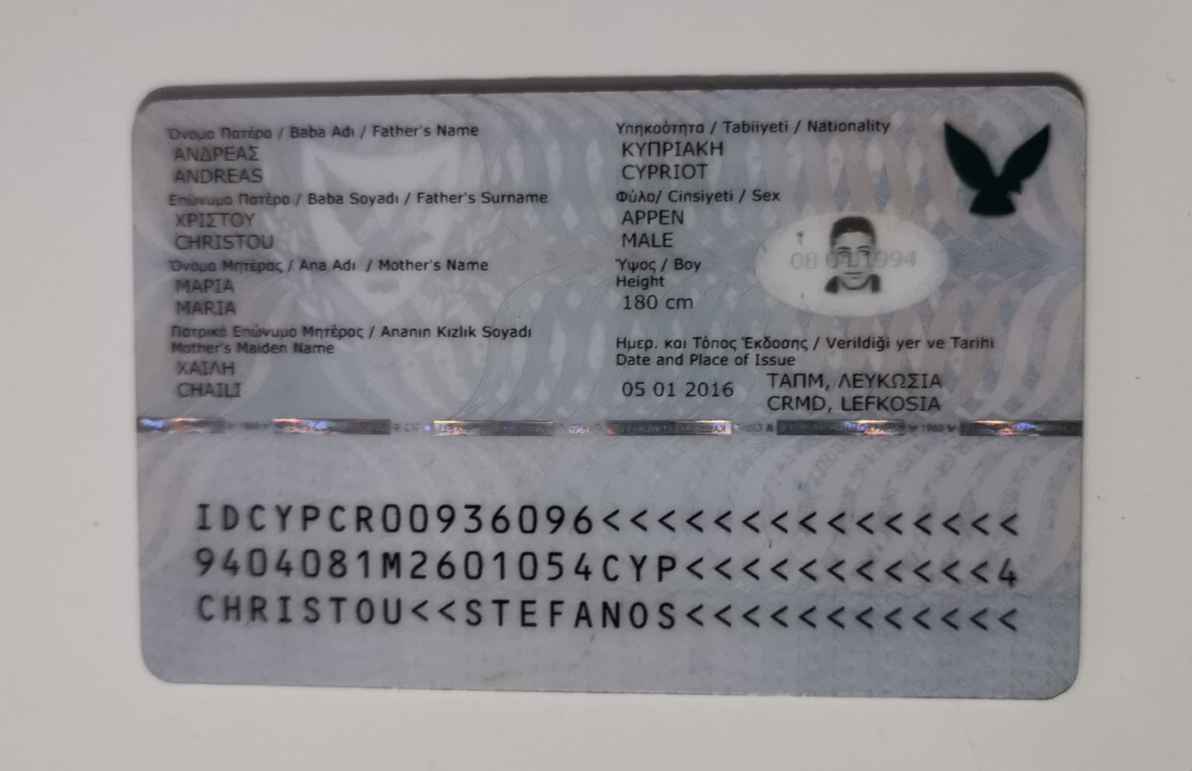 Όνομα Πατέρα / Baba Adı / Father's Name
ΑΝΔΡΕΑΣ
ANDREAS
Επώνυμο Πατέρα / Baba Soyadı / Father's Surname
ΧΡΙΣΤΟΥ
CHRISTOU
Όνομα Μητέρας / Ana Adı / Mother's Name
ΜΑΡΙΑ
MARIA
Πατρικό Επώνυμο Μητέρας / Ananın Kızlık Soyadı
Mother's Maiden Name
ΧΑΙΛΗ
CHAILI
Υπηκοότητα / Tabiiyeti / Nationality
ΚΥΠΡΙΑΚΗ
CYPRIOT
Φύλο/ Cinsiyeti / Sex
ΑΡΡΕΝ
MALE
Ύψος / Boy
Height
180 cm
08 04 1994
Ημερ. και Τόπος Έκδοσης / Verildiği yer ve Tarihi
Date and Place of Issue
05 01 2016 ΤΑΠΜ, ΛΕΥΚΩΣΙΑ
CRMD, LEFKOSIA
IDCYPCR00936096<<<<<<<<<<<<<<<
9404081M2601054CYP<<<<<<<<<<<4
CHRISTOU<<STEFANOS<<<<<<<<<<<<